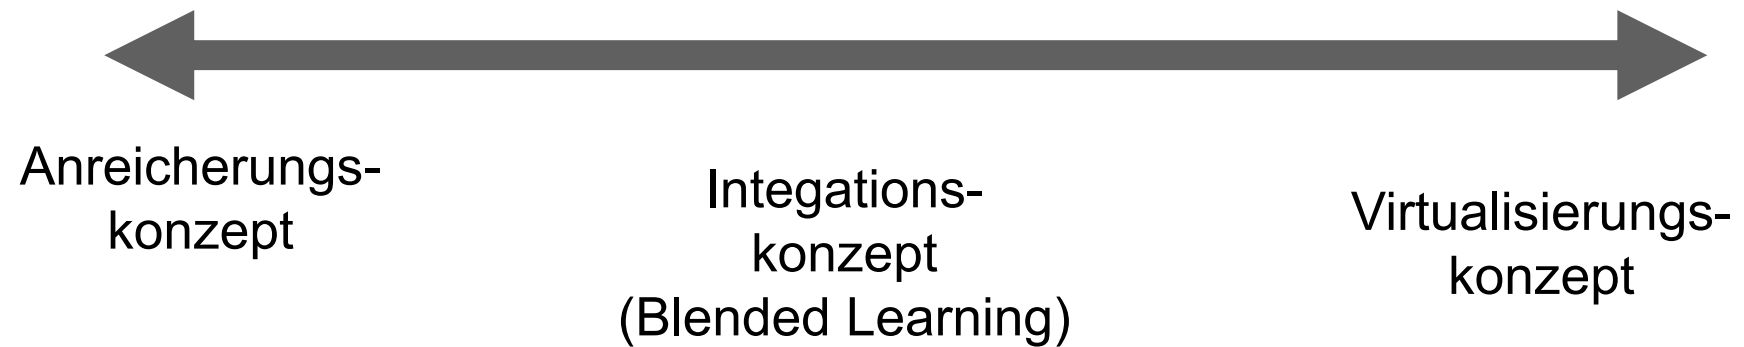 Anreicherungs-
konzept
Integations-
konzept
(Blended Learning)
Virtualisierungs-
konzept